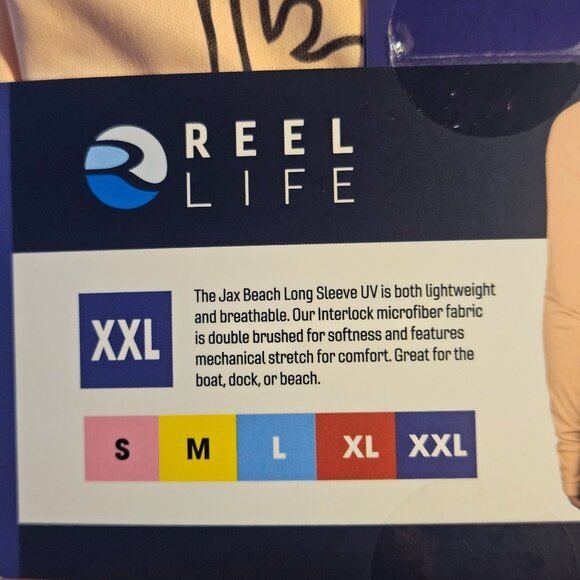 REEL
LIFE
XXL
The Jax Beach Long Sleeve UV is both lightweight
and breathable. Our Interlock microfiber fabric
is double brushed for softness and features
mechanical stretch for comfort. Great for the
boat, dock, or beach.
S M L XL XXL